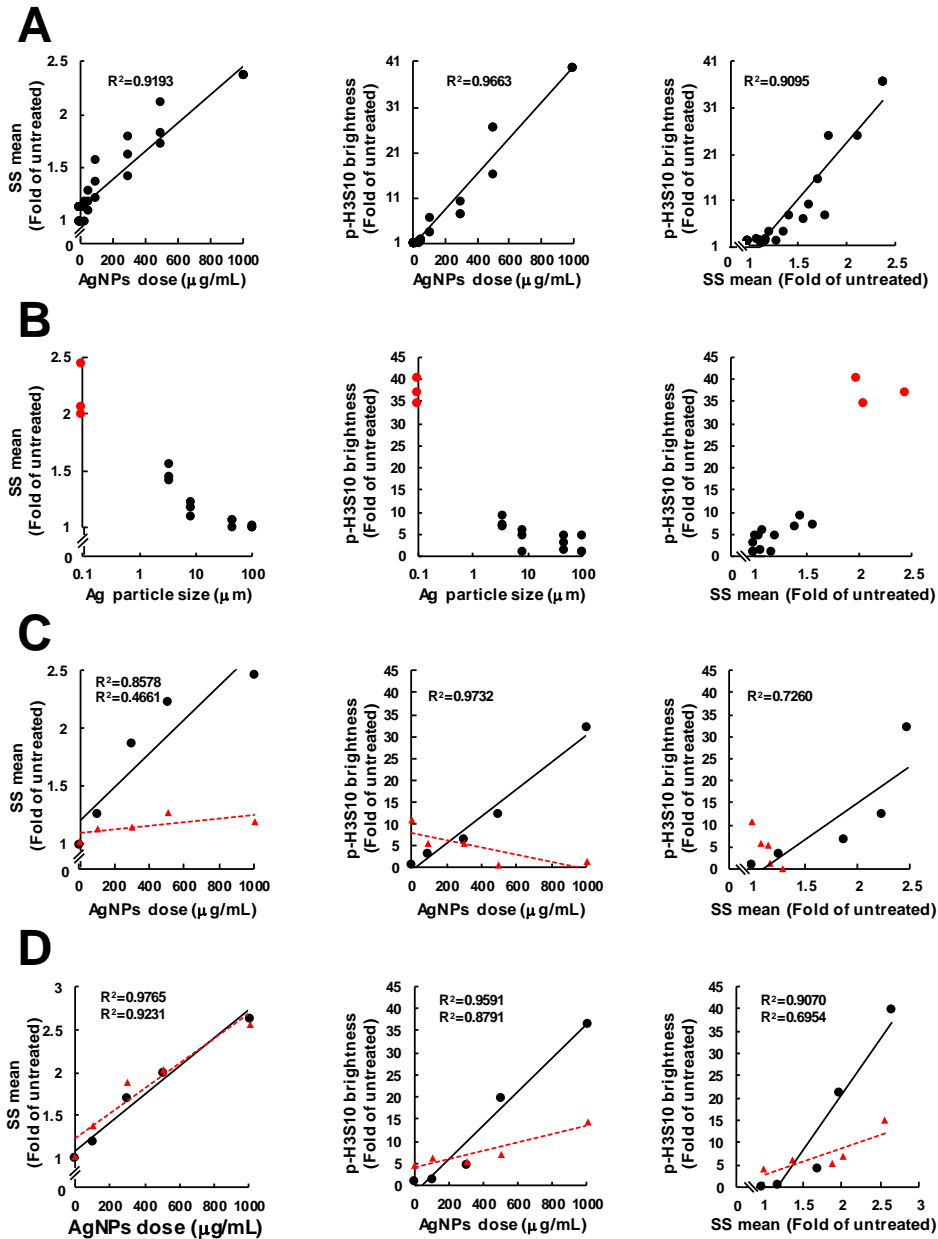 A
SS mean
(Fold of untreated)
2.5
2
1.5
1
0
R²=0.9193
0 200 400 600 800 1000
AgNPs dose (μg/mL)
p-H3S10 brightness
(Fold of untreated)
41
31
21
11
1
R²=0.9663
0 200 400 600 800 1000
AgNPs dose (μg/mL)
p-H3S10 brightness
(Fold of untreated)
41
31
21
11
1
R²=0.9095
0 1 1.5 2 2.5
SS mean (Fold of untreated)
B
SS mean
(Fold of untreated)
2.5
2
1.5
1
0
0.1 1 10 100
Ag particle size (μm)
p-H3S10 brightness
(Fold of untreated)
45
40
35
30
25
20
15
10
5
0
0.1 1 10 100
Ag particle size (μm)
p-H3S10 brightness
(Fold of untreated)
45
40
35
30
25
20
15
10
5
0
0 1 1.5 2 2.5
SS mean (Fold of untreated)
C
SS mean
(Fold of untreated)
2.5
2
1.5
1
0
R²=0.8578
R²=0.4661
0 200 400 600 800 1000
AgNPs dose (μg/mL)
p-H3S10 brightness
(Fold of untreated)
45
40
35
30
25
20
15
10
5
0
R²=0.9732
0 200 400 600 800 1000
AgNPs dose (μg/mL)
p-H3S10 brightness
(Fold of untreated)
45
40
35
30
25
20
15
10
5
0
R²=0.7260
0 1 1.5 2 2.5
SS mean (Fold of untreated)
D
SS mean
(Fold of untreated)
3
2.5
2
1.5
1
0
R²=0.9765
R²=0.9231
0 200 400 600 800 1000
AgNPs dose (μg/mL)
p-H3S10 brightness
(Fold of untreated)
45
40
35
30
25
20
15
10
5
0
R²=0.9591
R²=0.8791
0 200 400 600 800 1000
AgNPs dose (μg/mL)
p-H3S10 brightness
(Fold of untreated)
45
40
35
30
25
20
15
10
5
0
R²=0.9070
R²=0.6954
0 1 1.5 2 2.5 3
SS mean (Fold of untreated)